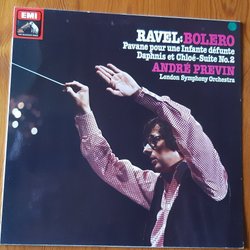 EMI
RAVEL: BOLERO
Pavane pour une Infante défunte
Daphnis et Chloé-Suite No.2
ANDRÉ PREVIN
London Symphony Orchestra